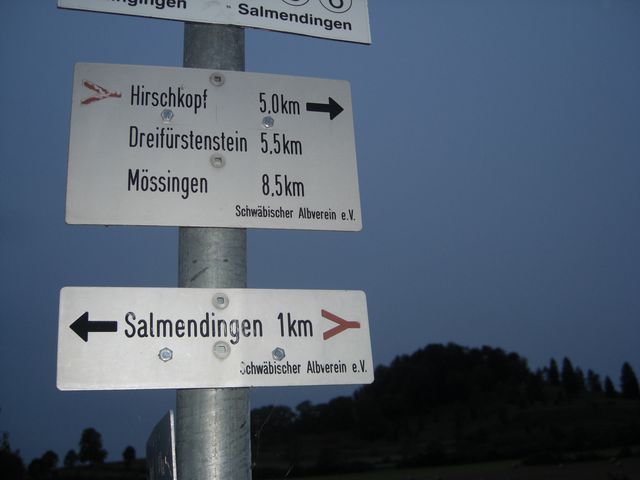 Salmendingen
Hirschkopf 5,0km
Dreifürstenstein 5,5km
Mössingen 8,5km
Schwäbischer Albverein e.V.
Salmendingen 1km
Schwäbischer Albverein e.V.